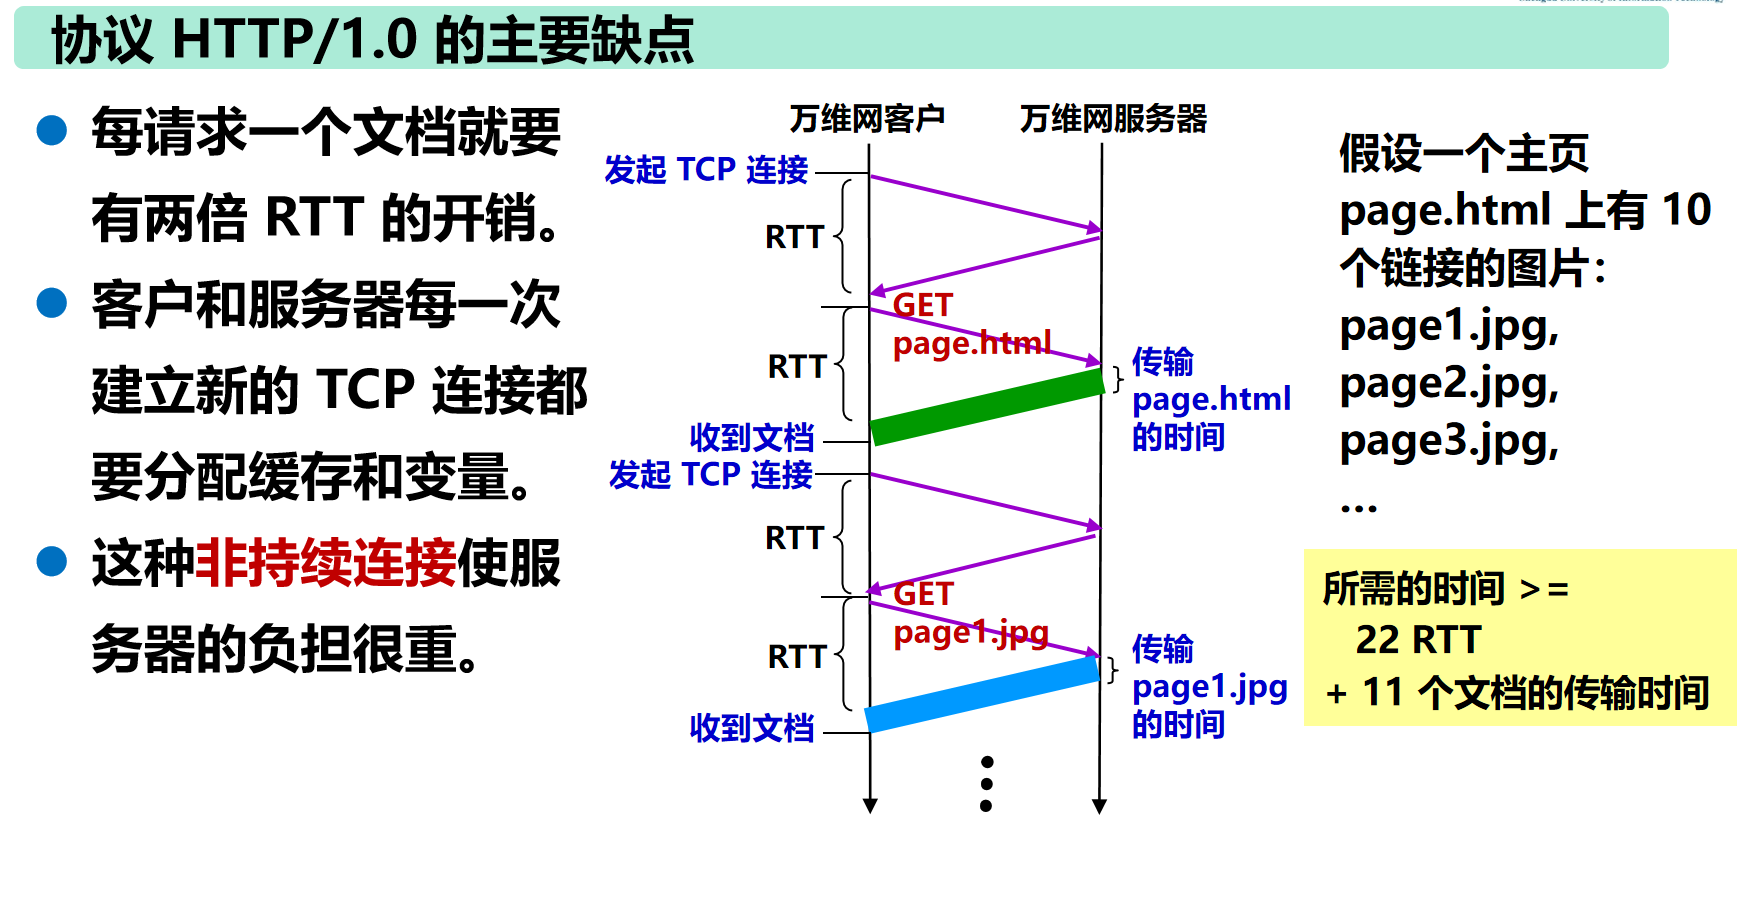 协议 HTTP/1.0 的主要缺点
每请求一个文档就要
有两倍 RTT 的开销。
客户和服务器每一次
建立新的 TCP 连接都
要分配缓存和变量。
这种非持续连接使服
务器的负担很重。
万维网客户
万维网服务器
发起 TCP 连接
RTT
GET
page.html
RTT
传输
page.html
的时间
收到文档
发起 TCP 连接
RTT
GET
page1.jpg
RTT
传输
page1.jpg
的时间
收到文档
假设一个主页
page.html 上有 10
个链接的图片：
page1.jpg,
page2.jpg,
page3.jpg,
…
所需的时间 >=
22 RTT
+ 11 个文档的传输时间